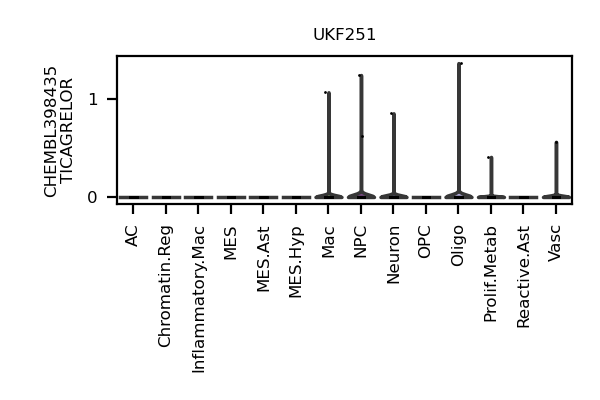 UKF251
CHEMBL398435
TICAGRELOR
1
0
AC
Chromatin.Reg
Inflammatory.Mac
MES
MES.Ast
MES.Hyp
Mac
NPC
Neuron
OPC
Oligo
Prolif.Metab
Reactive.Ast
Vasc